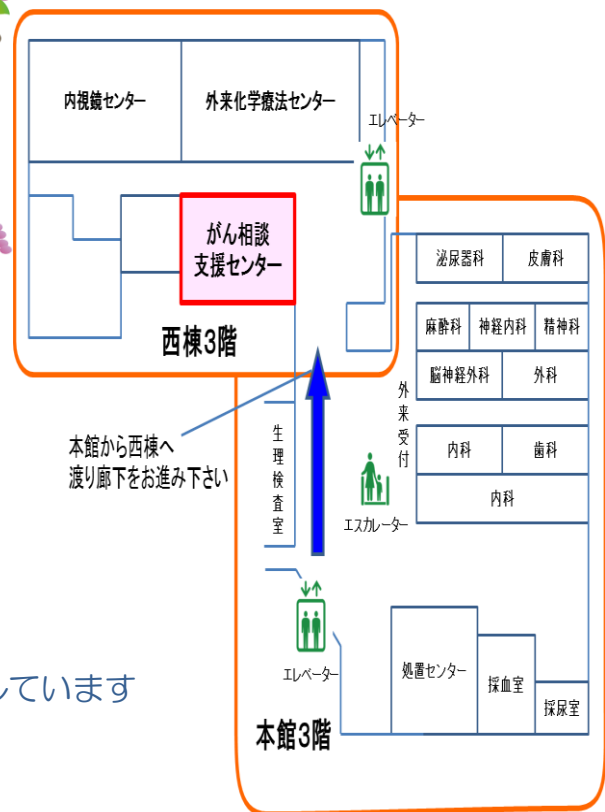 内視鏡センター
外来化学療法センター
エレベーター
がん相談
支援センター
西棟3階
泌尿器科
皮膚科
麻酔科
神経内科
精神科
脳神経外科
外科
外来受付
内科
歯科
内科
本館から西棟へ
渡り廊下をお進み下さい
生理検査室
エスカレーター
エレベーター
処置センター
採血室
採尿室
ています
本館3階